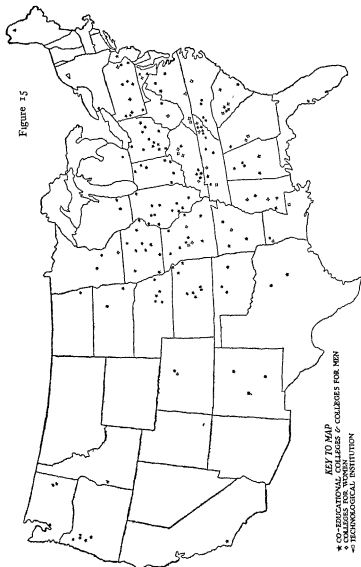 Figure 15
KEY TO MAP
★ CO-EDUCATIONAL COLLEGES & COLLEGES FOR MEN
⋄ COLLEGES FOR WOMEN
◅ TECHNOLOGICAL INSTITUTION